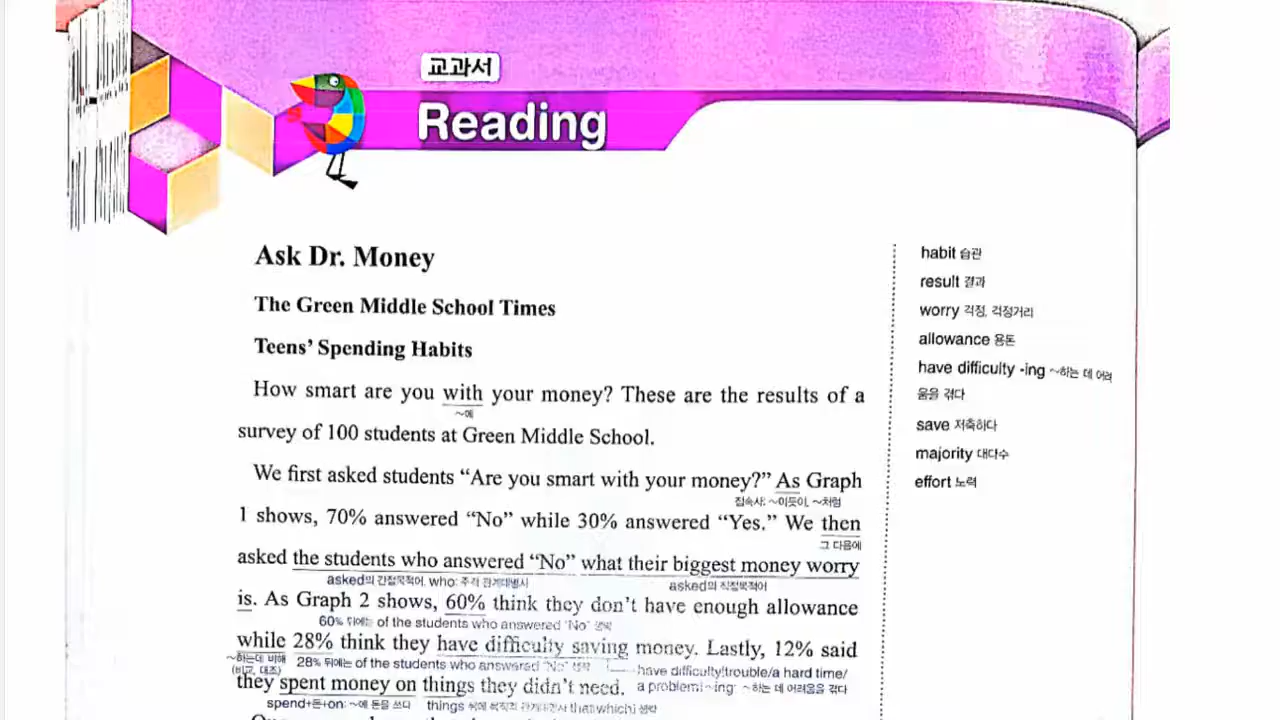 교과서
Reading
Ask Dr. Money
The Green Middle School Times
Teens’ Spending Habits
How smart are you with your money? These are the results of a
~에
survey of 100 students at Green Middle School.
We first asked students “Are you smart with your money?” As Graph
접속사: ~이듯이, ~처럼
1 shows, 70% answered “No” while 30% answered “Yes.” We then
그 다음에
asked the students who answered “No” what their biggest money worry
asked의 간접목적어, who: 주격 관계대명사
asked의 직접목적어
is. As Graph 2 shows, 60% think they don’t have enough allowance
60% 뒤에는 of the students who answered ‘No’ 생략
while 28% think they have difficulty saving money. Lastly, 12% said
~하는데 비해
(비교, 대조)
28% 뒤에는 of the students who answered ‘No’ 생략
have difficulty/trouble/a hard time/
they spent money on things they didn’t need.
a problem+-ing: ~하는 데 어려움을 겪다
spend+돈+on: ~에 돈을 쓰다
things 뒤에 목적격 관계대명사 that(which) 생략
habit 습관
result 결과
worry 걱정, 걱정거리
allowance 용돈
have difficulty -ing ~하는 데 어려
움을 겪다
save 저축하다
majority 대다수
effort 노력